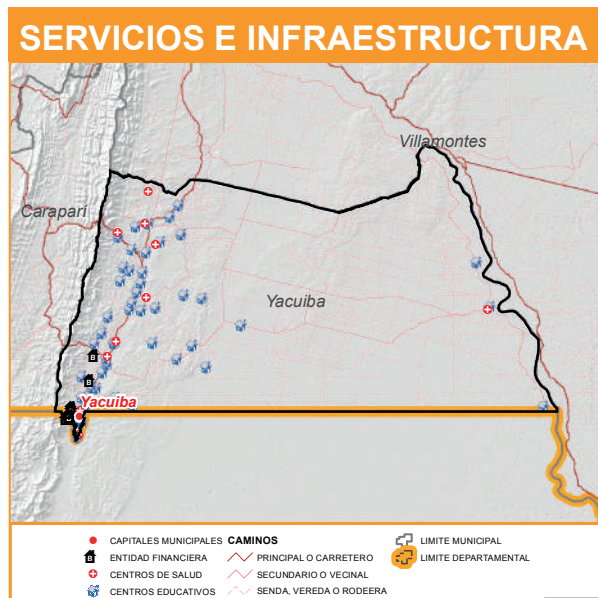 SERVICIOS E INFRAESTRUCTURA
Villamontes
Caraparí
Yacuiba
Yacuiba
CAPITALES MUNICIPALES
ENTIDAD FINANCIERA
CENTROS DE SALUD
CENTROS EDUCATIVOS
CAMINOS
PRINCIPAL O CARRETERO
SECUNDARIO O VECINAL
SENDA, VEREDA O RODEERA
LIMITE MUNICIPAL
LIMITE DEPARTAMENTAL